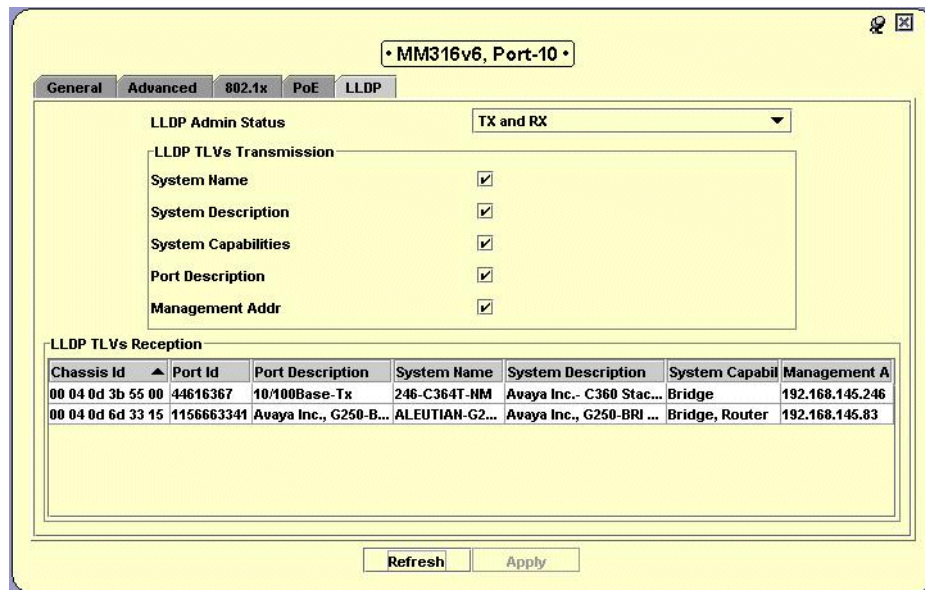 • MM316v6, Port-10 •
General Advanced 802.1x PoE LLDP
LLDP Admin Status TX and RX
LLDP TLVs Transmission
System Name
System Description
System Capabilities
Port Description
Management Addr
LLDP TLVs Reception
Chassis Id Port Id Port Description System Name System Description System Capabil Management A
00 04 0d 3b 55 00 44616367 10/100Base-Tx 246-C364T-NM Avaya Inc.- C360 Stac... Bridge 192.168.145.246
00 04 0d 6d 33 15 1156663341 Avaya Inc., G250-B... ALEUTIAN-G2... Avaya Inc., G250-BRI ... Bridge, Router 192.168.145.83
Refresh Apply